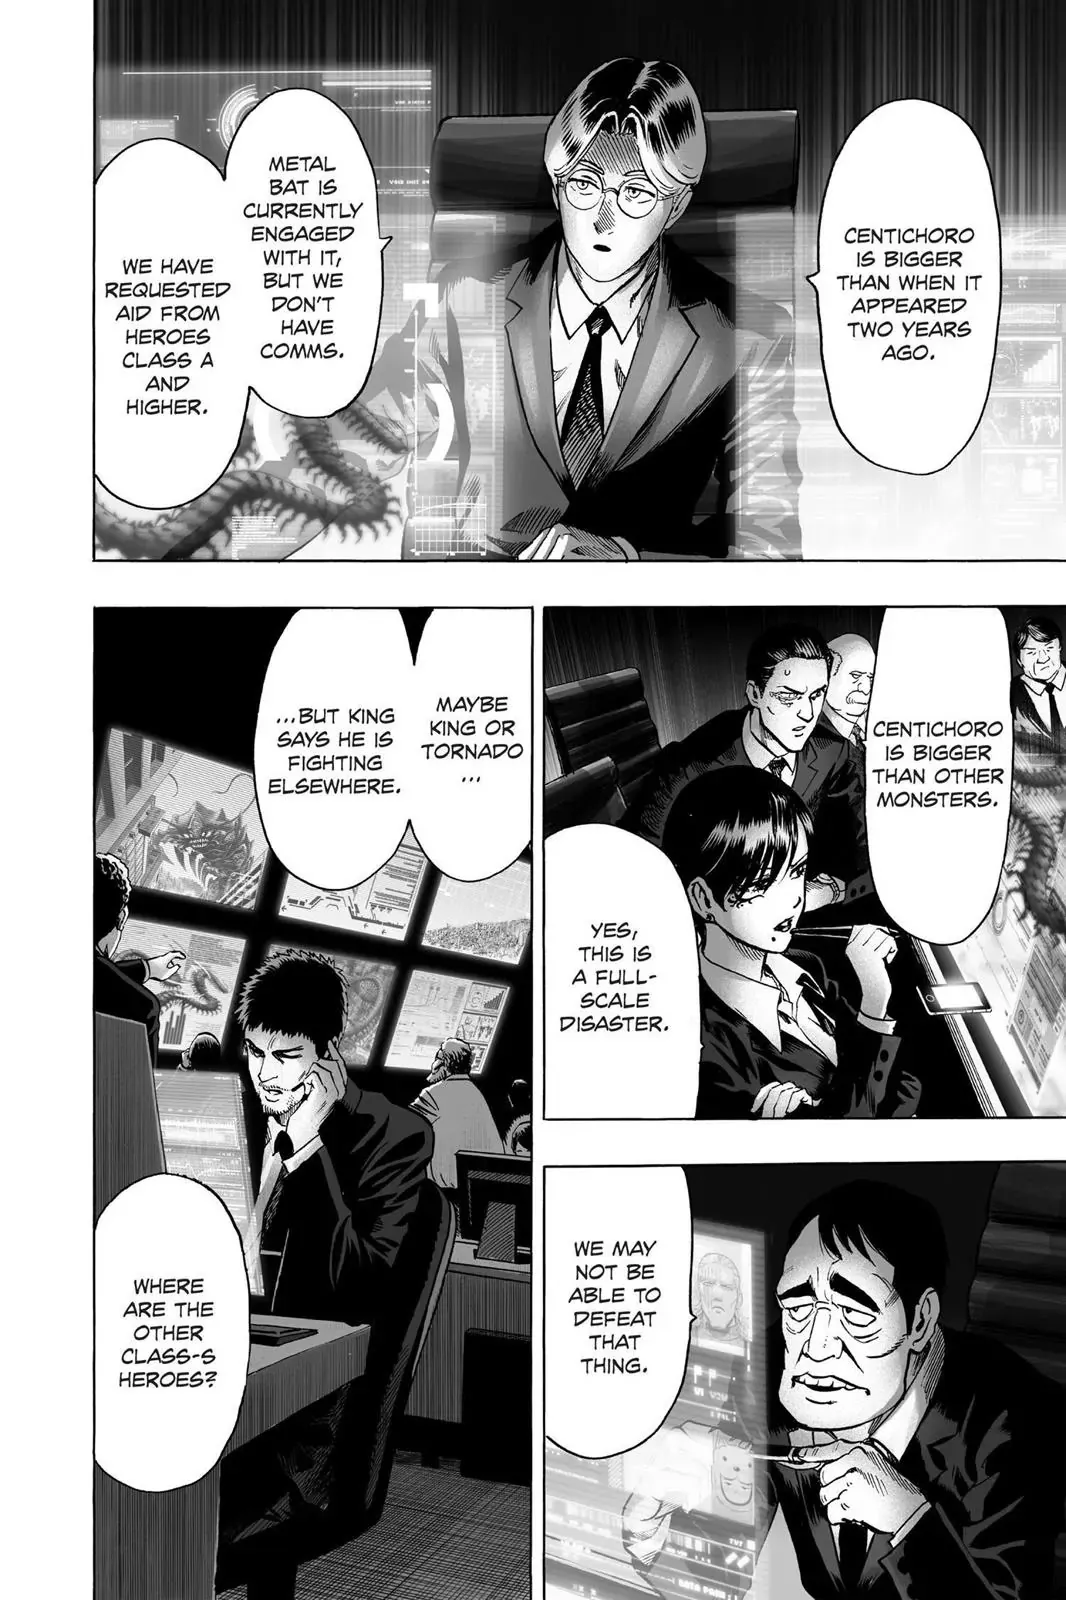 CENTICHORO
IS BIGGER
THAN WHEN IT
APPEARED
TWO YEARS
AGO.
METAL
BAT IS
CURRENTLY
ENGAGED
WITH IT,
BUT WE
DON'T
HAVE
COMMS.
WE HAVE
REQUESTED
AID FROM
HEROES
CLASS A
AND
HIGHER.
CENTICHORO
IS BIGGER
THAN OTHER
MONSTERS.
YES,
THIS IS
A FULL-
SCALE
DISASTER.
WE MAY
NOT BE
ABLE TO
DEFEAT
THAT
THING.
MAYBE
KING OR
TORNADO
...
...BUT KING
SAYS HE IS
FIGHTING
ELSEWHERE.
WHERE
ARE THE
OTHER
CLASS-S
HEROES?